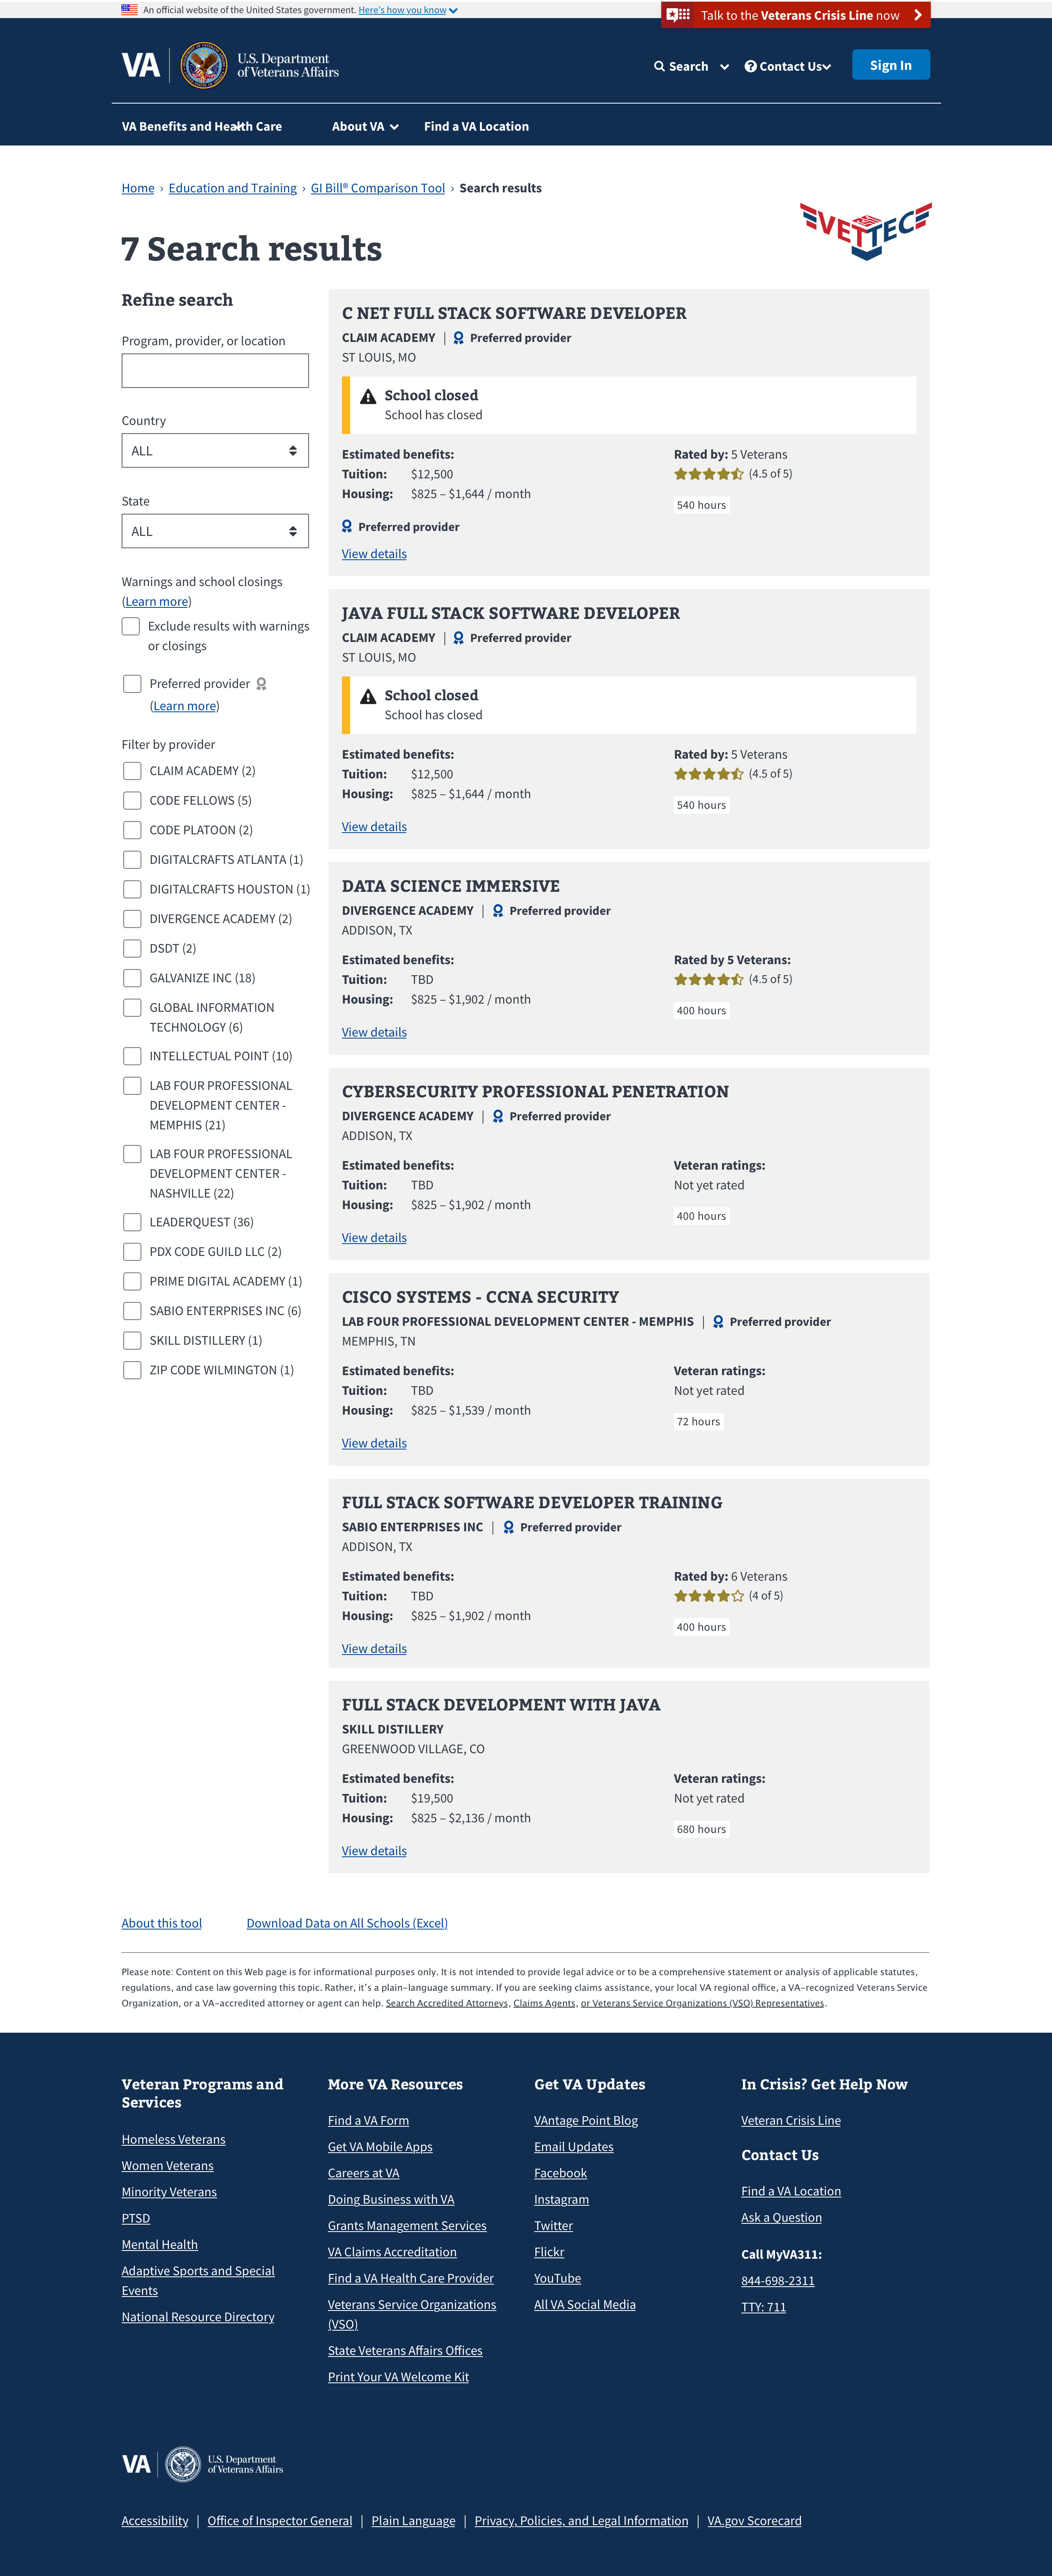 An official website of the United States government. Here's how you know
Talk to the Veterans Crisis Line now
VA
U.S. Department
of Veterans Affairs
Search
Contact Us
Sign In
VA Benefits and Health Care
About VA
Find a VA Location
Home › Education and Training › GI Bill® Comparison Tool › Search results
VET TEC
7 Search results
Refine search
Program, provider, or location
Country
ALL
State
ALL
Warnings and school closings
(Learn more)
Exclude results with warnings
or closings
Preferred provider
(Learn more)
Filter by provider
CLAIM ACADEMY (2)
CODE FELLOWS (5)
CODE PLATOON (2)
DIGITALCRAFTS ATLANTA (1)
DIGITALCRAFTS HOUSTON (1)
DIVERGENCE ACADEMY (2)
DSDT (2)
GALVANIZE INC (18)
GLOBAL INFORMATION
TECHNOLOGY (6)
INTELLECTUAL POINT (10)
LAB FOUR PROFESSIONAL
DEVELOPMENT CENTER -
MEMPHIS (21)
LAB FOUR PROFESSIONAL
DEVELOPMENT CENTER -
NASHVILLE (22)
LEADERQUEST (36)
PDX CODE GUILD LLC (2)
PRIME DIGITAL ACADEMY (1)
SABIO ENTERPRISES INC (6)
SKILL DISTILLERY (1)
ZIP CODE WILMINGTON (1)
C NET FULL STACK SOFTWARE DEVELOPER
CLAIM ACADEMY | Preferred provider
ST LOUIS, MO
School closed
School has closed
Estimated benefits:
Tuition: $12,500
Housing: $825 – $1,644 / month
Rated by: 5 Veterans
(4.5 of 5)
540 hours
Preferred provider
View details
JAVA FULL STACK SOFTWARE DEVELOPER
CLAIM ACADEMY | Preferred provider
ST LOUIS, MO
School closed
School has closed
Estimated benefits:
Tuition: $12,500
Housing: $825 – $1,644 / month
Rated by: 5 Veterans
(4.5 of 5)
540 hours
View details
DATA SCIENCE IMMERSIVE
DIVERGENCE ACADEMY | Preferred provider
ADDISON, TX
Estimated benefits:
Tuition: TBD
Housing: $825 – $1,902 / month
Rated by 5 Veterans:
(4.5 of 5)
400 hours
View details
CYBERSECURITY PROFESSIONAL PENETRATION
DIVERGENCE ACADEMY | Preferred provider
ADDISON, TX
Estimated benefits:
Tuition: TBD
Housing: $825 – $1,902 / month
Veteran ratings:
Not yet rated
400 hours
View details
CISCO SYSTEMS - CCNA SECURITY
LAB FOUR PROFESSIONAL DEVELOPMENT CENTER - MEMPHIS | Preferred provider
MEMPHIS, TN
Estimated benefits:
Tuition: TBD
Housing: $825 – $1,539 / month
Veteran ratings:
Not yet rated
72 hours
View details
FULL STACK SOFTWARE DEVELOPER TRAINING
SABIO ENTERPRISES INC | Preferred provider
ADDISON, TX
Estimated benefits:
Tuition: TBD
Housing: $825 – $1,902 / month
Rated by: 6 Veterans
(4 of 5)
400 hours
View details
FULL STACK DEVELOPMENT WITH JAVA
SKILL DISTILLERY
GREENWOOD VILLAGE, CO
Estimated benefits:
Tuition: $19,500
Housing: $825 – $2,136 / month
Veteran ratings:
Not yet rated
680 hours
View details
About this tool
Download Data on All Schools (Excel)
Please note: Content on this Web page is for informational purposes only. It is not intended to provide legal advice or to be a comprehensive statement or analysis of applicable statutes,
regulations, and case law governing this topic. Rather, it's a plain-language summary. If you are seeking claims assistance, your local VA regional office, a VA-recognized Veterans Service
Organization, or a VA-accredited attorney or agent can help. Search Accredited Attorneys, Claims Agents, or Veterans Service Organizations (VSO) Representatives.
Veteran Programs and
Services
Homeless Veterans
Women Veterans
Minority Veterans
PTSD
Mental Health
Adaptive Sports and Special
Events
National Resource Directory
More VA Resources
Find a VA Form
Get VA Mobile Apps
Careers at VA
Doing Business with VA
Grants Management Services
VA Claims Accreditation
Find a VA Health Care Provider
Veterans Service Organizations
(VSO)
State Veterans Affairs Offices
Print Your VA Welcome Kit
Get VA Updates
VAntage Point Blog
Email Updates
Facebook
Instagram
Twitter
Flickr
YouTube
All VA Social Media
In Crisis? Get Help Now
Veteran Crisis Line
Contact Us
Find a VA Location
Ask a Question
Call MyVA311:
844-698-2311
TTY: 711
VA
U.S. Department
of Veterans Affairs
Accessibility | Office of Inspector General | Plain Language | Privacy, Policies, and Legal Information | VA.gov Scorecard